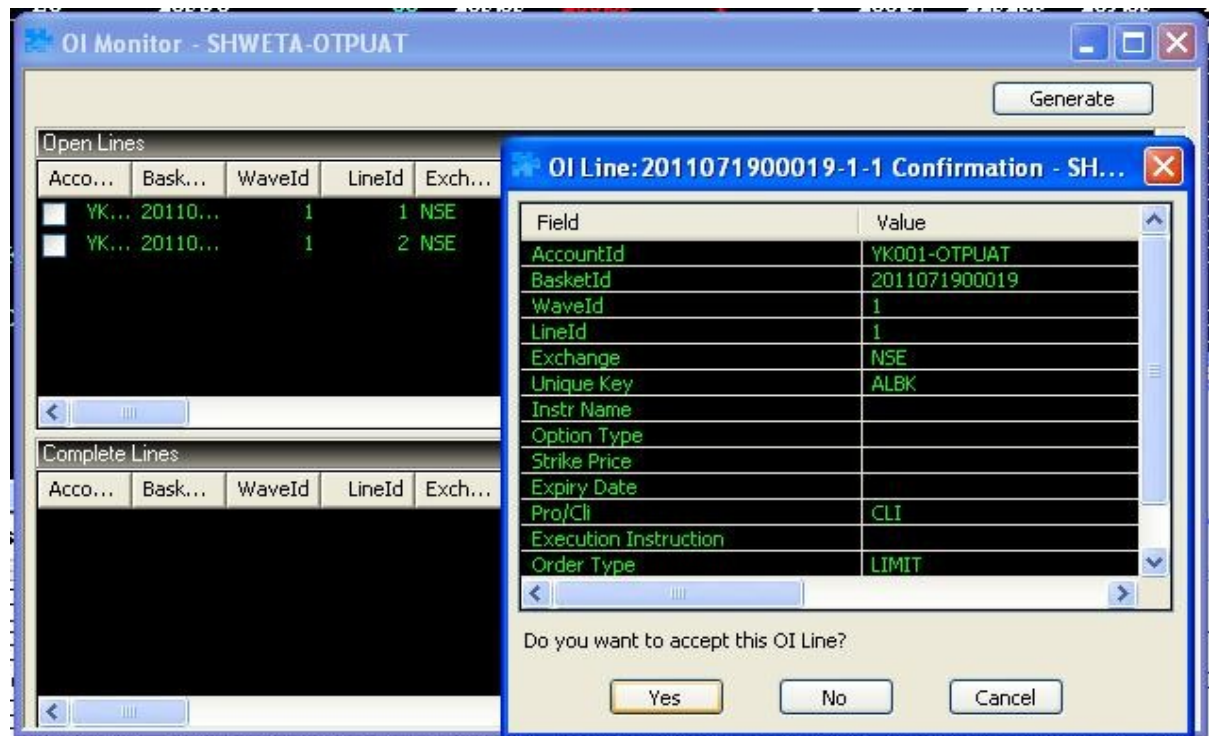 OI Monitor - SHWETA-OTPUAT
Generate
Open Lines
Acco... Bask... WaveId LineId Exch...
YK... 20110... 1 1 NSE
YK... 20110... 1 2 NSE
Complete Lines
Acco... Bask... WaveId LineId Exch...
OI Line:2011071900019-1-1 Confirmation - SH...
Field Value
AccountId YK001-OTPUAT
BasketId 2011071900019
WaveId 1
LineId 1
Exchange NSE
Unique Key ALBK
Instr Name
Option Type
Strike Price
Expiry Date
Pro/Cli CLI
Execution Instruction
Order Type LIMIT
Do you want to accept this OI Line?
Yes No Cancel